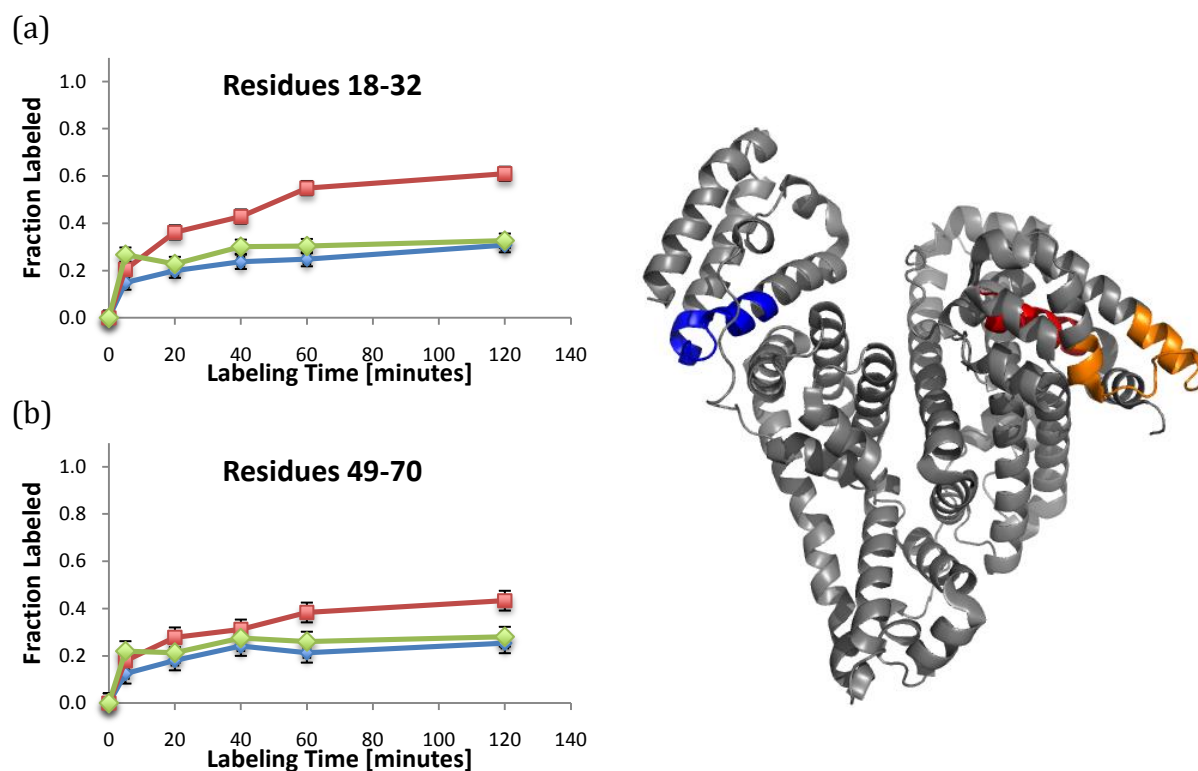 (a)
Residues 18-32
Fraction Labeled
1.0
0.8
0.6
0.4
0.2
0.0
0 20 40 60 80 100 120 140
Labeling Time [minutes]
(b)
Residues 49-70
Fraction Labeled
1.0
0.8
0.6
0.4
0.2
0.0
0 20 40 60 80 100 120 140
Labeling Time [minutes]